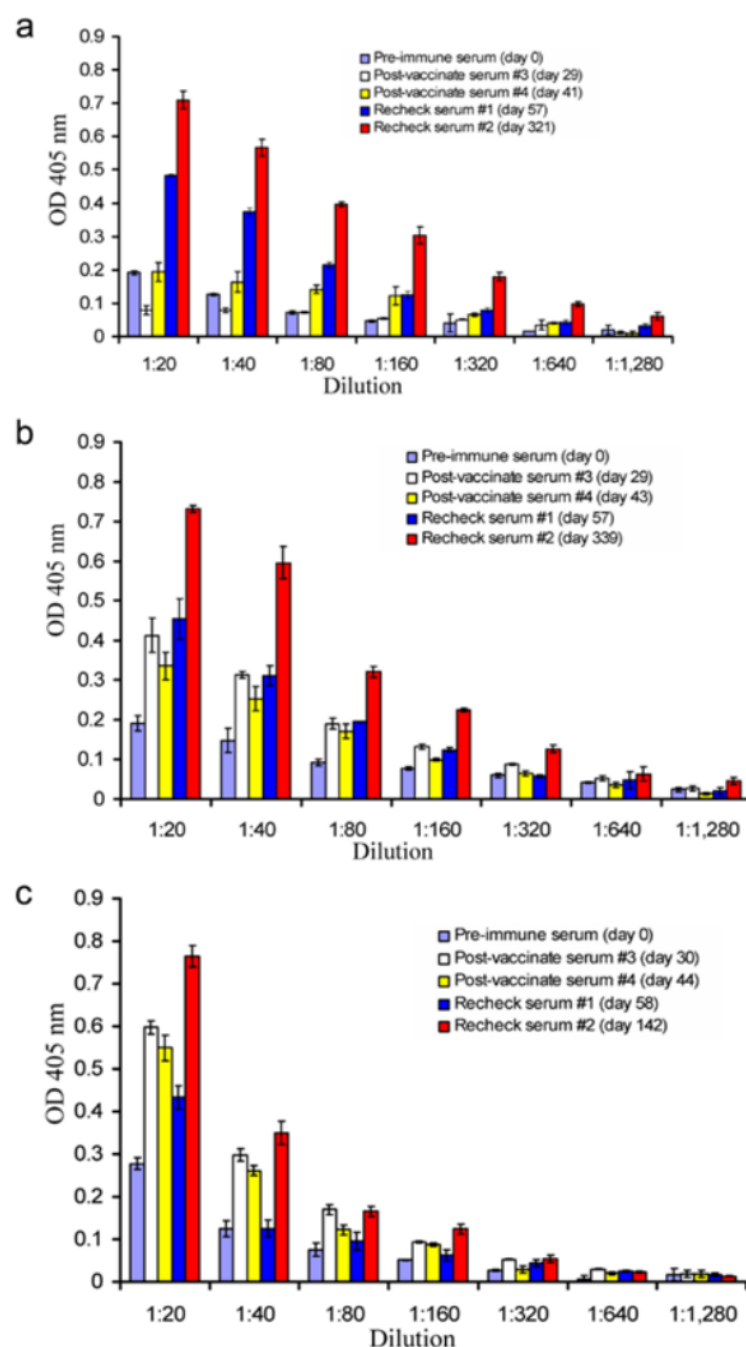 a
0.9
Pre-immune serum (day 0)
0.8
Post-vaccinate serum #3 (day 29)
0.7
Post-vaccinate serum #4 (day 41)
Recheck serum #1 (day 57)
0.6
Recheck serum #2 (day 321)
0.5
OD 405 nm
0.4
0.3
0.2
0.1
0
1:20 1:40 1:80 1:160 1:320 1:640 1:1,280
Dilution
b
0.9
Pre-immune serum (day 0)
0.8
Post-vaccinate serum #3 (day 29)
Post-vaccinate serum #4 (day 43)
0.7
Recheck serum #1 (day 57)
Recheck serum #2 (day 339)
0.6
0.5
OD 405 nm
0.4
0.3
0.2
0.1
0
1:20 1:40 1:80 1:160 1:320 1:640 1:1,280
Dilution
c
0.9
Pre-immune serum (day 0)
0.8
Post-vaccinate serum #3 (day 30)
Post-vaccinate serum #4 (day 44)
0.7
Recheck serum #1 (day 58)
Recheck serum #2 (day 142)
0.6
0.5
OD 405 nm
0.4
0.3
0.2
0.1
0
1:20 1:40 1:80 1:160 1:320 1:640 1:1,280
Dilution